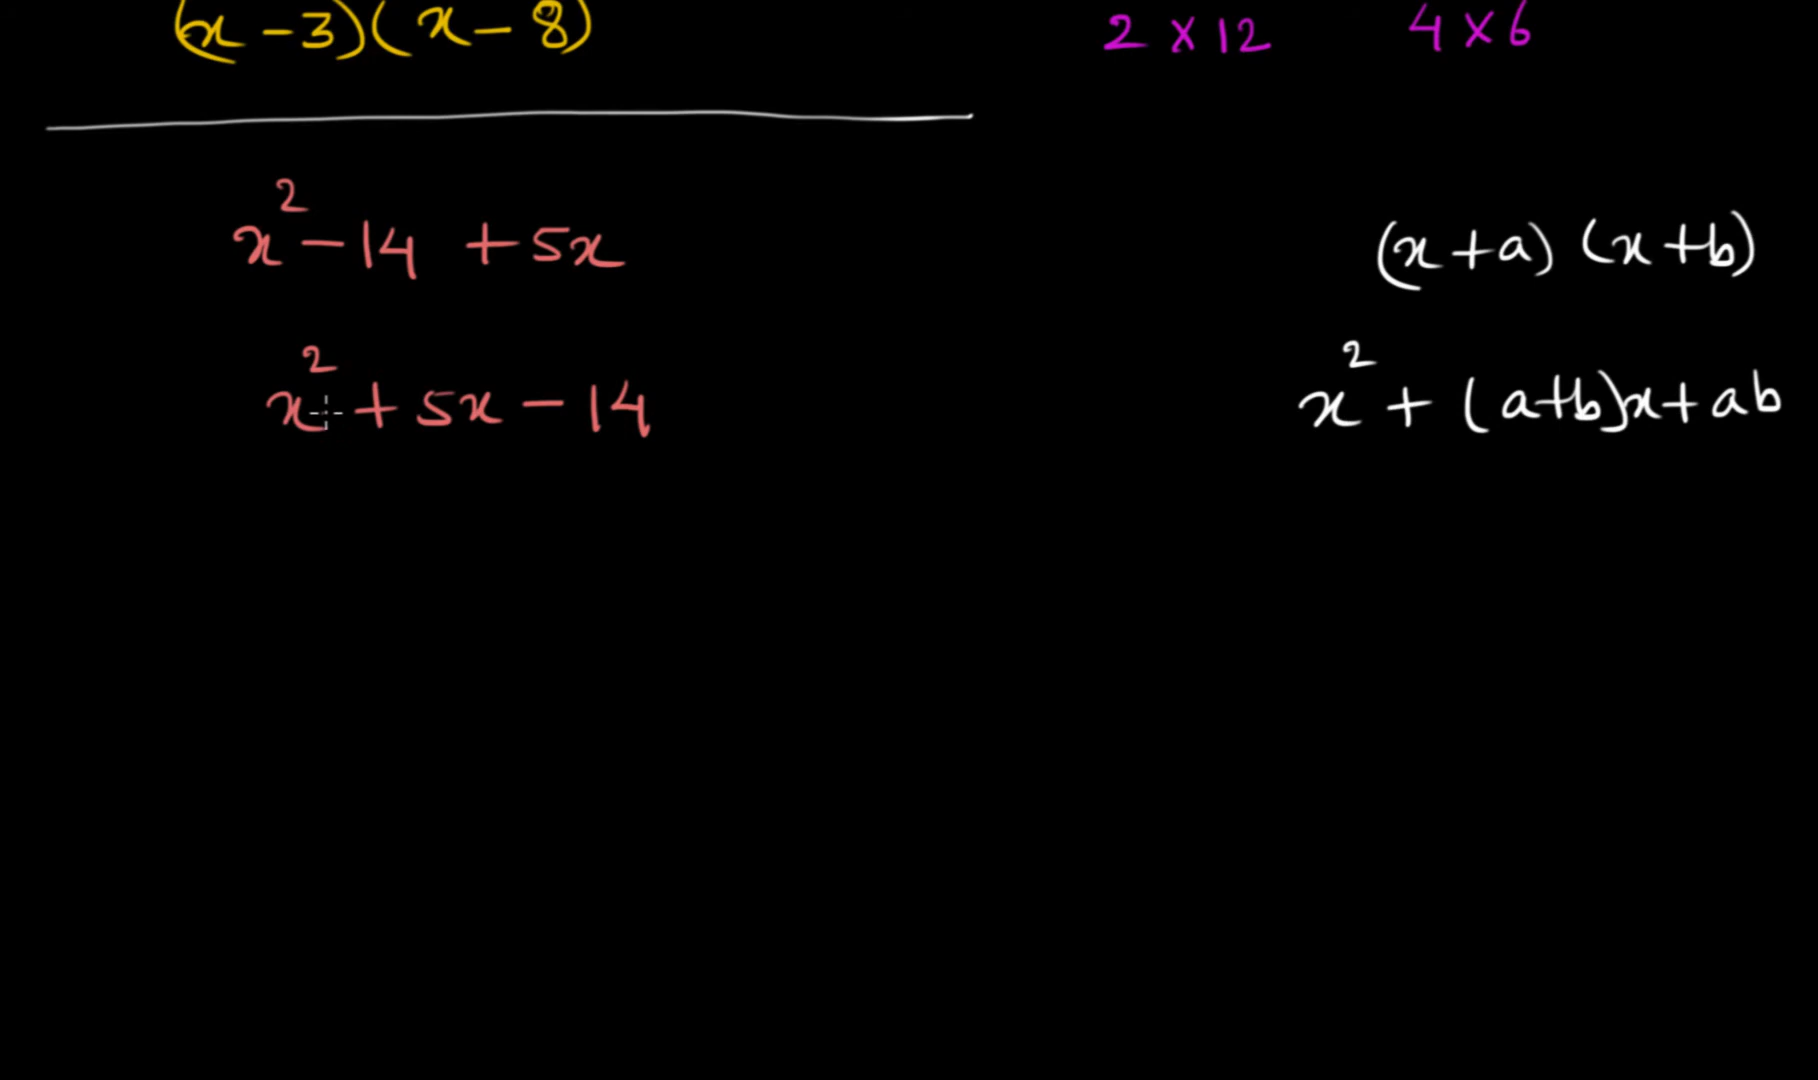 (x - 3)(x - 8)
2 × 12 4 × 6
x² - 14 + 5x
(x + a) (x + b)
x² + 5x - 14
x² + (a+b)x + ab